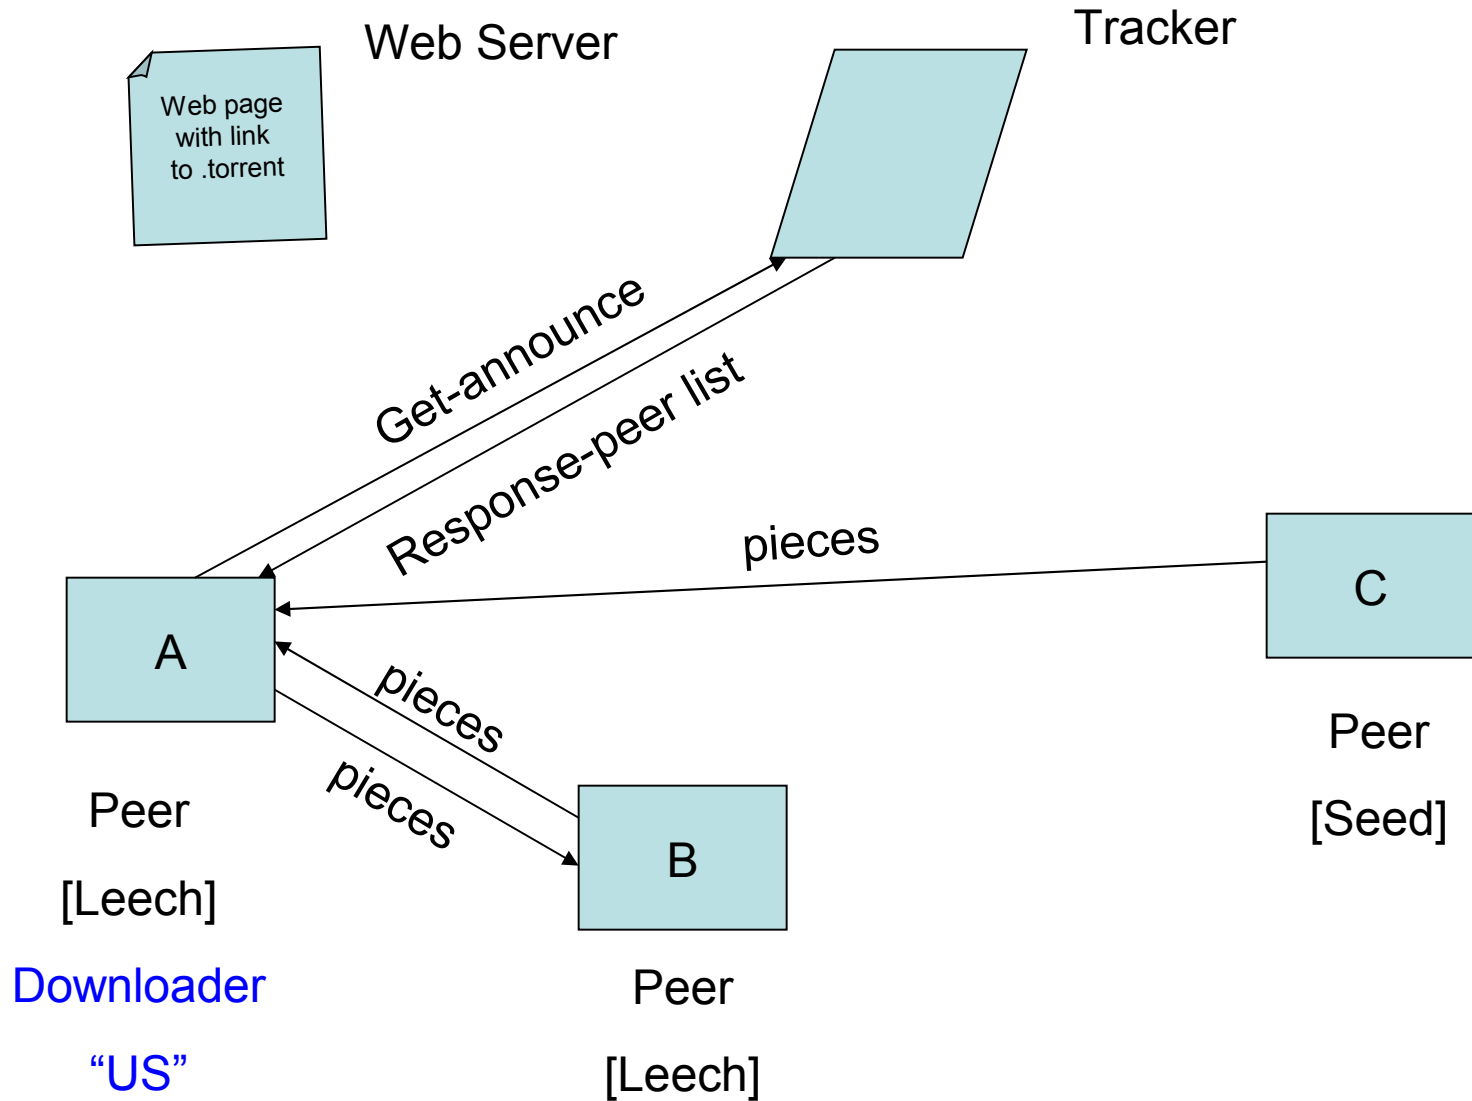 Web Server
Tracker
Web page
with link
to .torrent
Get-announce
Response-peer list
pieces
A
C
pieces
pieces
B
Peer
[Leech]
Downloader
“US”
Peer
[Leech]
Peer
[Seed]